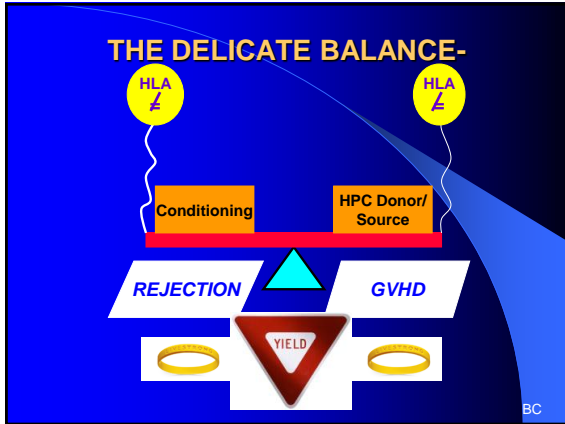 THE DELICATE BALANCE-
HLA
≠
HLA
≠
Conditioning
HPC Donor/
Source
REJECTION
GVHD
YIELD
BC